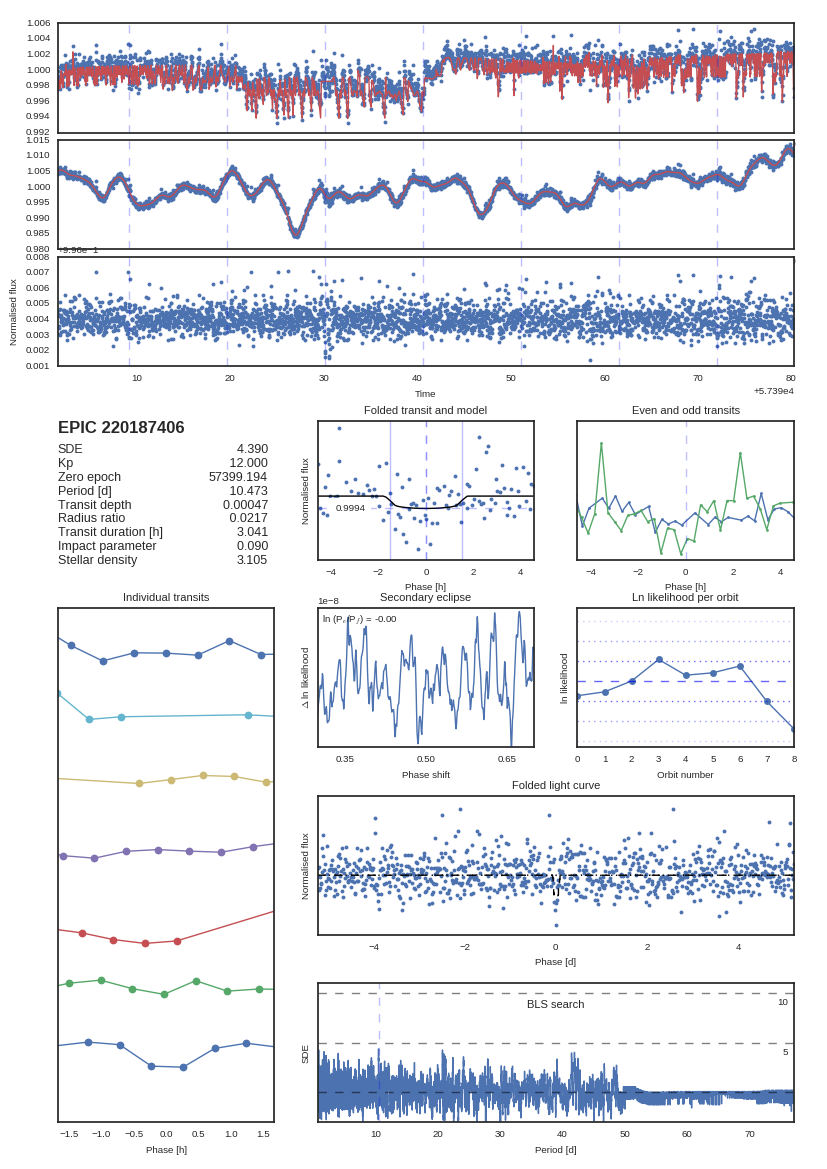 1.006
1.004
1.002
1.000
0.998
0.996
0.994
0.992
1.015
1.010
1.005
1.000
0.995
0.990
0.985
0.980
+9.96e−1
0.008
0.007
0.006
0.005
0.004
0.003
0.002
0.001
Normalised flux
10 20 30 40 50 60 70 80
Time
+5.739e4
EPIC 220187406
SDE 4.390
Kp 12.000
Zero epoch 57399.194
Period [d] 10.473
Transit depth 0.00047
Radius ratio 0.0217
Transit duration [h] 3.041
Impact parameter 0.090
Stellar density 3.105
Folded transit and model
Normalised flux
0.9994
−4 −2 0 2 4
Phase [h]
Even and odd transits
−4 −2 0 2 4
Phase [h]
Individual transits
−1.5 −1.0 −0.5 0.0 0.5 1.0 1.5
Phase [h]
Secondary eclipse
1e−8
Δ ln likelihood
0.35 0.50 0.65
Phase shift
Ln likelihood per orbit
ln likelihood
0 1 2 3 4 5 6 7 8
Orbit number
Folded light curve
Normalised flux
−4 −2 0 2 4
Phase [d]
BLS search
10
5
SDE
10 20 30 40 50 60 70
Period [d]